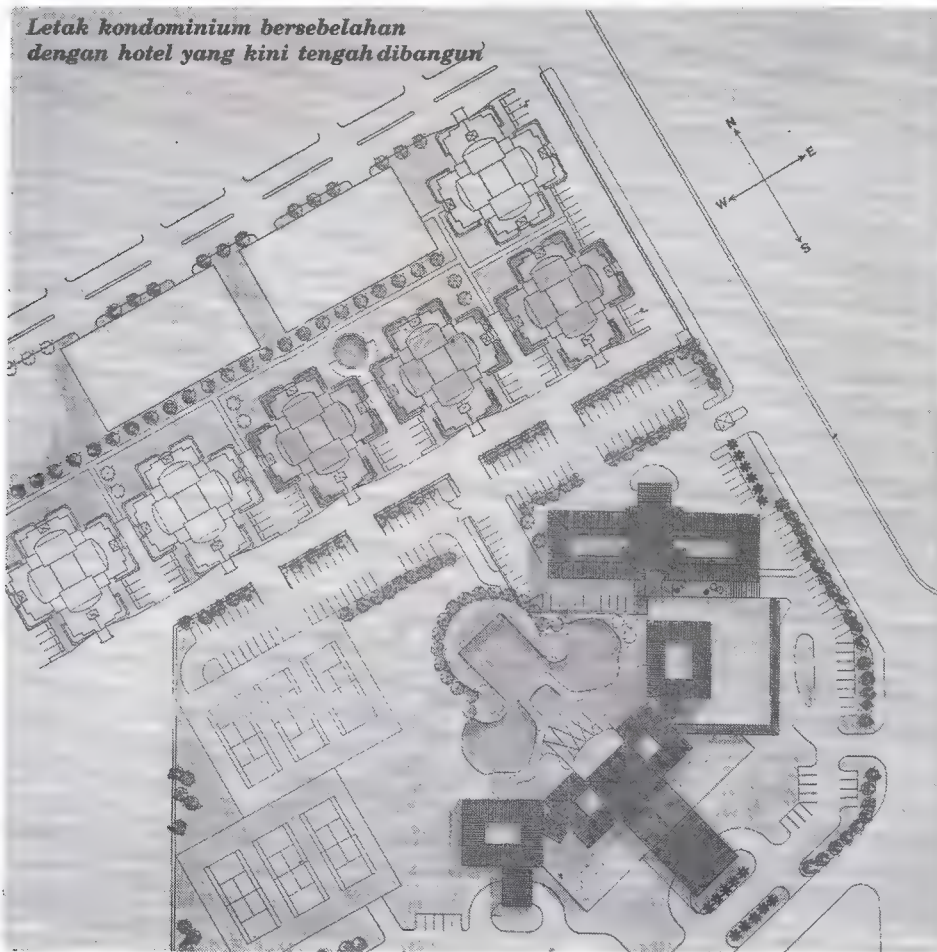 Letak kondominium bersebelahan
dengan hotel yang kini tengah dibangun
N
E
W
S